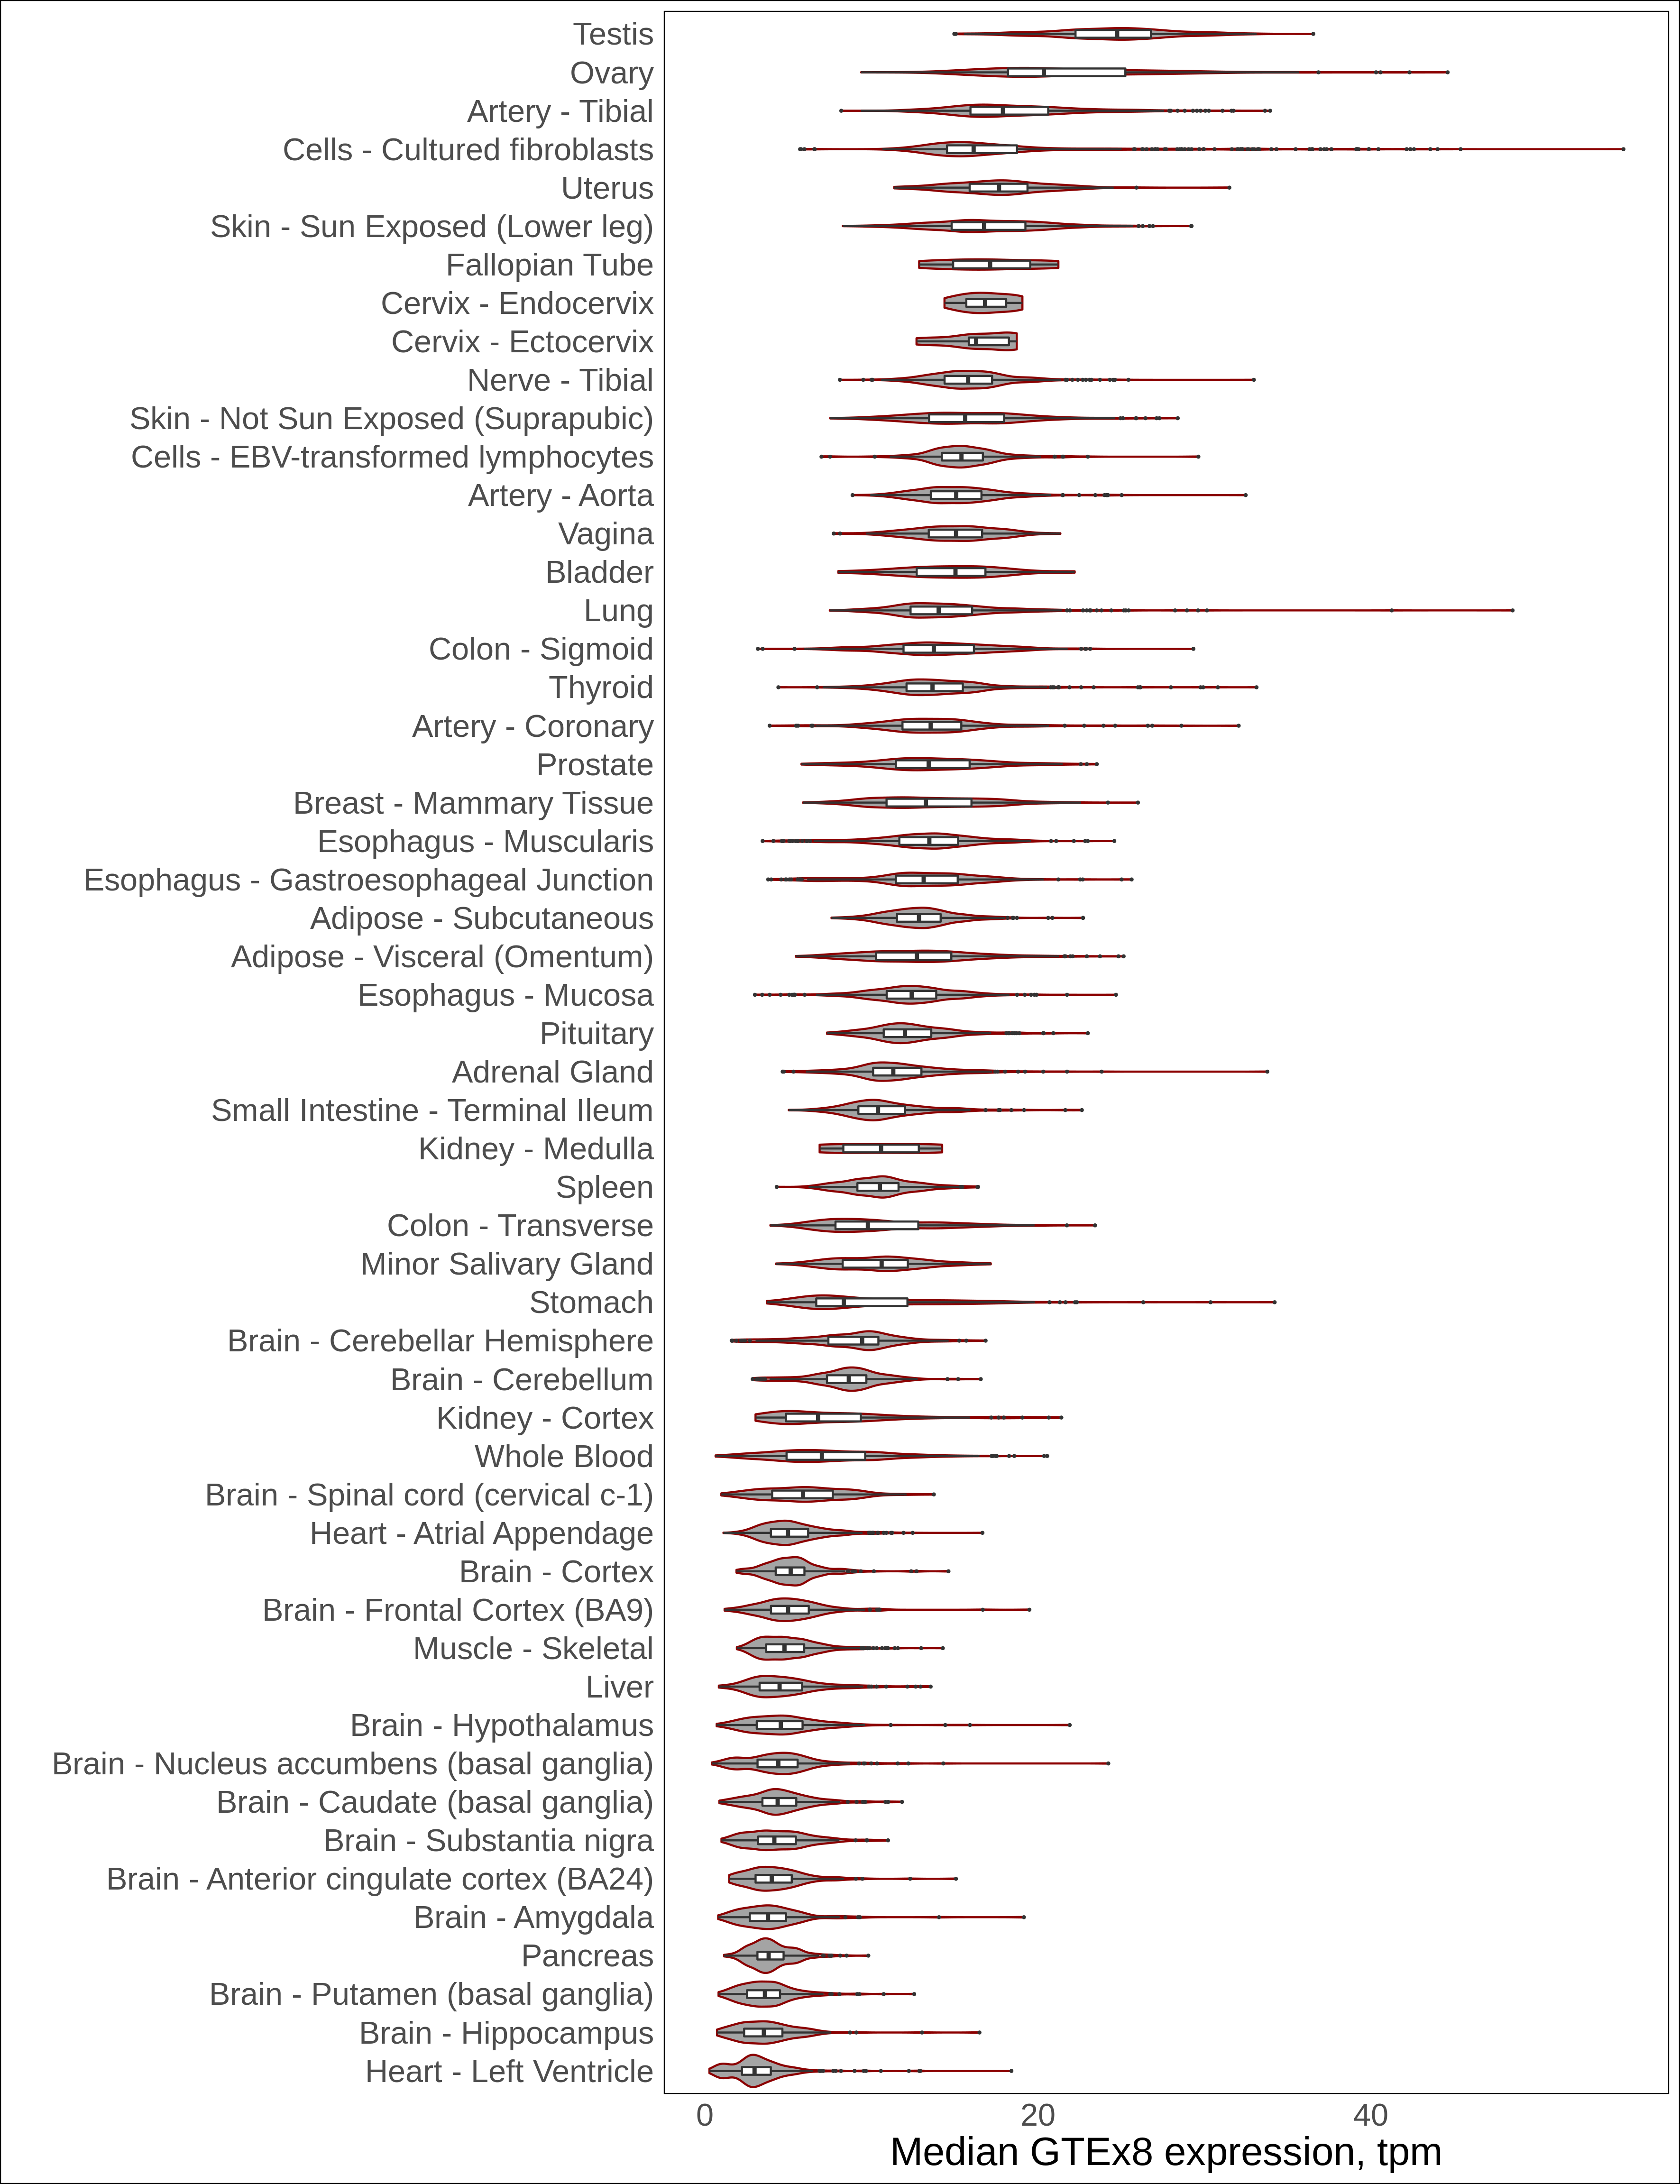 Testis
Ovary
Artery - Tibial
Cells - Cultured fibroblasts
Uterus
Skin - Sun Exposed (Lower leg)
Fallopian Tube
Cervix - Endocervix
Cervix - Ectocervix
Nerve - Tibial
Skin - Not Sun Exposed (Suprapubic)
Cells - EBV-transformed lymphocytes
Artery - Aorta
Vagina
Bladder
Lung
Colon - Sigmoid
Thyroid
Artery - Coronary
Prostate
Breast - Mammary Tissue
Esophagus - Muscularis
Esophagus - Gastroesophageal Junction
Adipose - Subcutaneous
Adipose - Visceral (Omentum)
Esophagus - Mucosa
Pituitary
Adrenal Gland
Small Intestine - Terminal Ileum
Kidney - Medulla
Spleen
Colon - Transverse
Minor Salivary Gland
Stomach
Brain - Cerebellar Hemisphere
Brain - Cerebellum
Kidney - Cortex
Whole Blood
Brain - Spinal cord (cervical c-1)
Heart - Atrial Appendage
Brain - Cortex
Brain - Frontal Cortex (BA9)
Muscle - Skeletal
Liver
Brain - Hypothalamus
Brain - Nucleus accumbens (basal ganglia)
Brain - Caudate (basal ganglia)
Brain - Substantia nigra
Brain - Anterior cingulate cortex (BA24)
Brain - Amygdala
Pancreas
Brain - Putamen (basal ganglia)
Brain - Hippocampus
Heart - Left Ventricle
0 20 40
Median GTEx8 expression, tpm